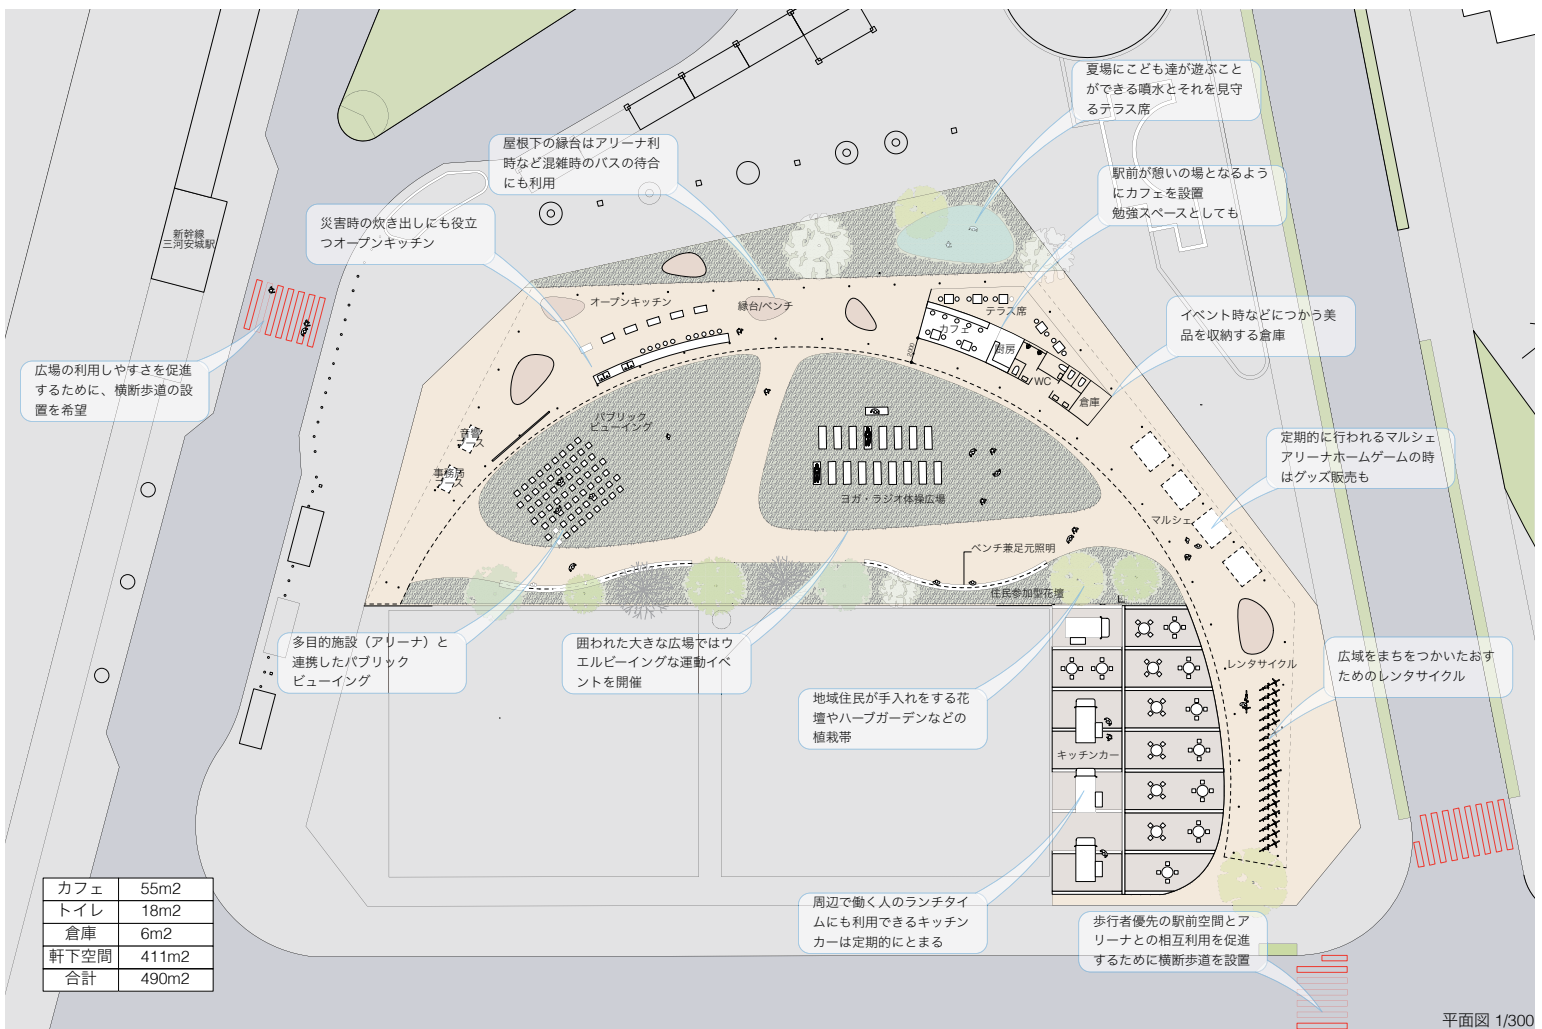 夏場にこども達が遊ぶこと
ができる噴水とそれを見守
るテラス席
屋根下の縁台はアリーナ利
時など混雑時のバスの待合
にも利用
駅前が憩いの場となるよう
にカフェを設置
勉強スペースとしても
災害時の炊き出しにも役立
つオープンキッチン
新幹線
三河安城駅
オープンキッチン
縁台/ベンチ
テラス席
カフェ
厨房
WC
倉庫
イベント時などにつかう美
品を収納する倉庫
広場の利用しやすさを促進
するために、横断歩道の設
置を希望
パブリック
ビューイング
音響
ブース
事務局
ブース
定期的に行われるマルシェ
アリーナホームゲームの時
はグッズ販売も
ヨガ・ラジオ体操広場
マルシェ
ベンチ兼足元照明
住民参加型花壇
多目的施設（アリーナ）と
連携したパブリック
ビューイング
囲われた大きな広場ではウ
エルビーイングな運動イベ
ントを開催
レンタサイクル
広域をまちをつかいたおす
ためのレンタサイクル
地域住民が手入れをする花
壇やハーブガーデンなどの
植栽帯
キッチンカー
周辺で働く人のランチタイ
ムにも利用できるキッチン
カーは定期的にとまる
歩行者優先の駅前空間とア
リーナとの相互利用を促進
するために横断歩道を設置
カフェ 55m2
トイレ 18m2
倉庫 6m2
軒下空間 411m2
合計 490m2
平面図 1/300